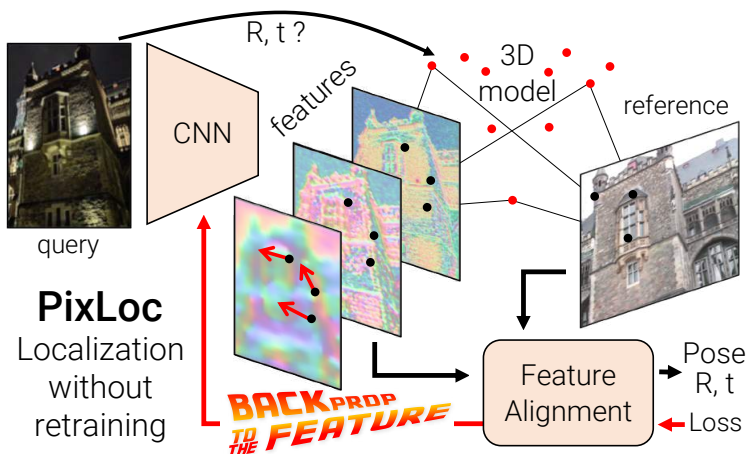 R, t ?
3D
model
features
reference
CNN
query
PixLoc
Localization
without
retraining
BACK PROP
TO THE FEATURE
Feature
Alignment
Pose
R, t
Loss